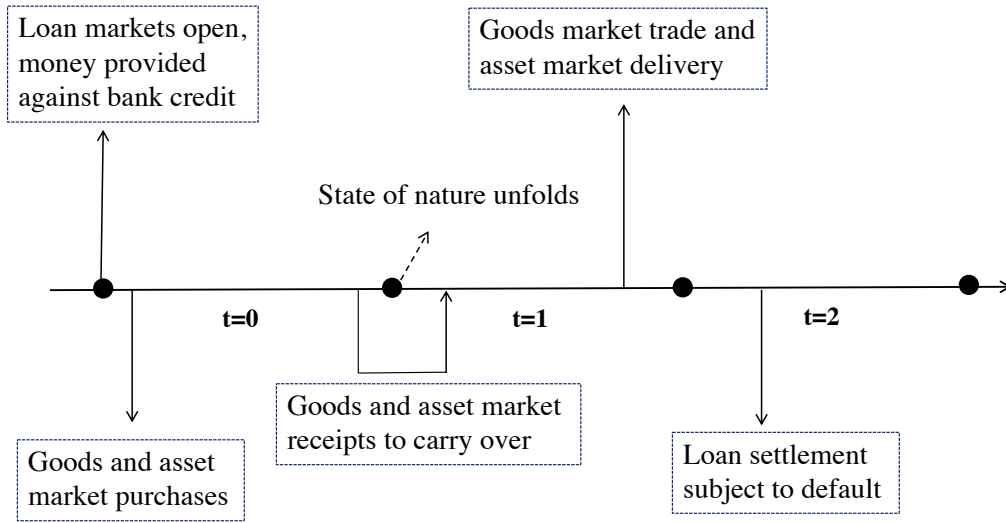 Loan markets open,
money provided
against bank credit
Goods market trade and
asset market delivery
State of nature unfolds
t=0
t=1
t=2
Goods and asset market
receipts to carry over
Goods and asset
market purchases
Loan settlement
subject to default